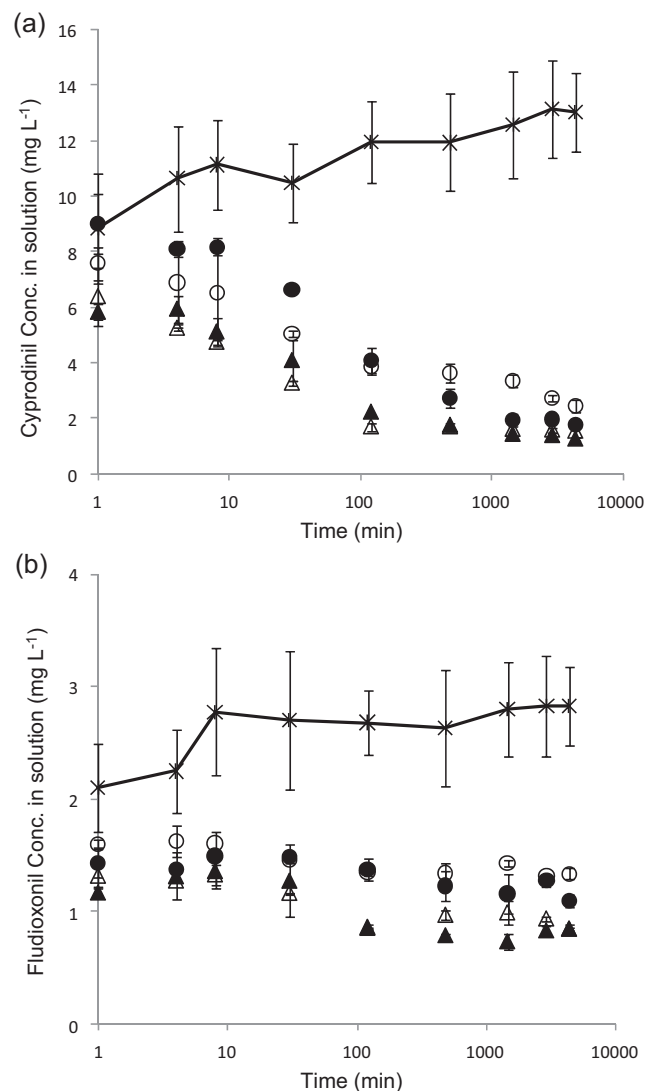 (a)
16
14
12
10
8
6
4
2
0
Cyprodinil Conc. in solution (mg L⁻¹)
1 10 100 1000 10000
Time (min)
(b)
4
3
2
1
0
Fludioxonil Conc. in solution (mg L⁻¹)
1 10 100 1000 10000
Time (min)